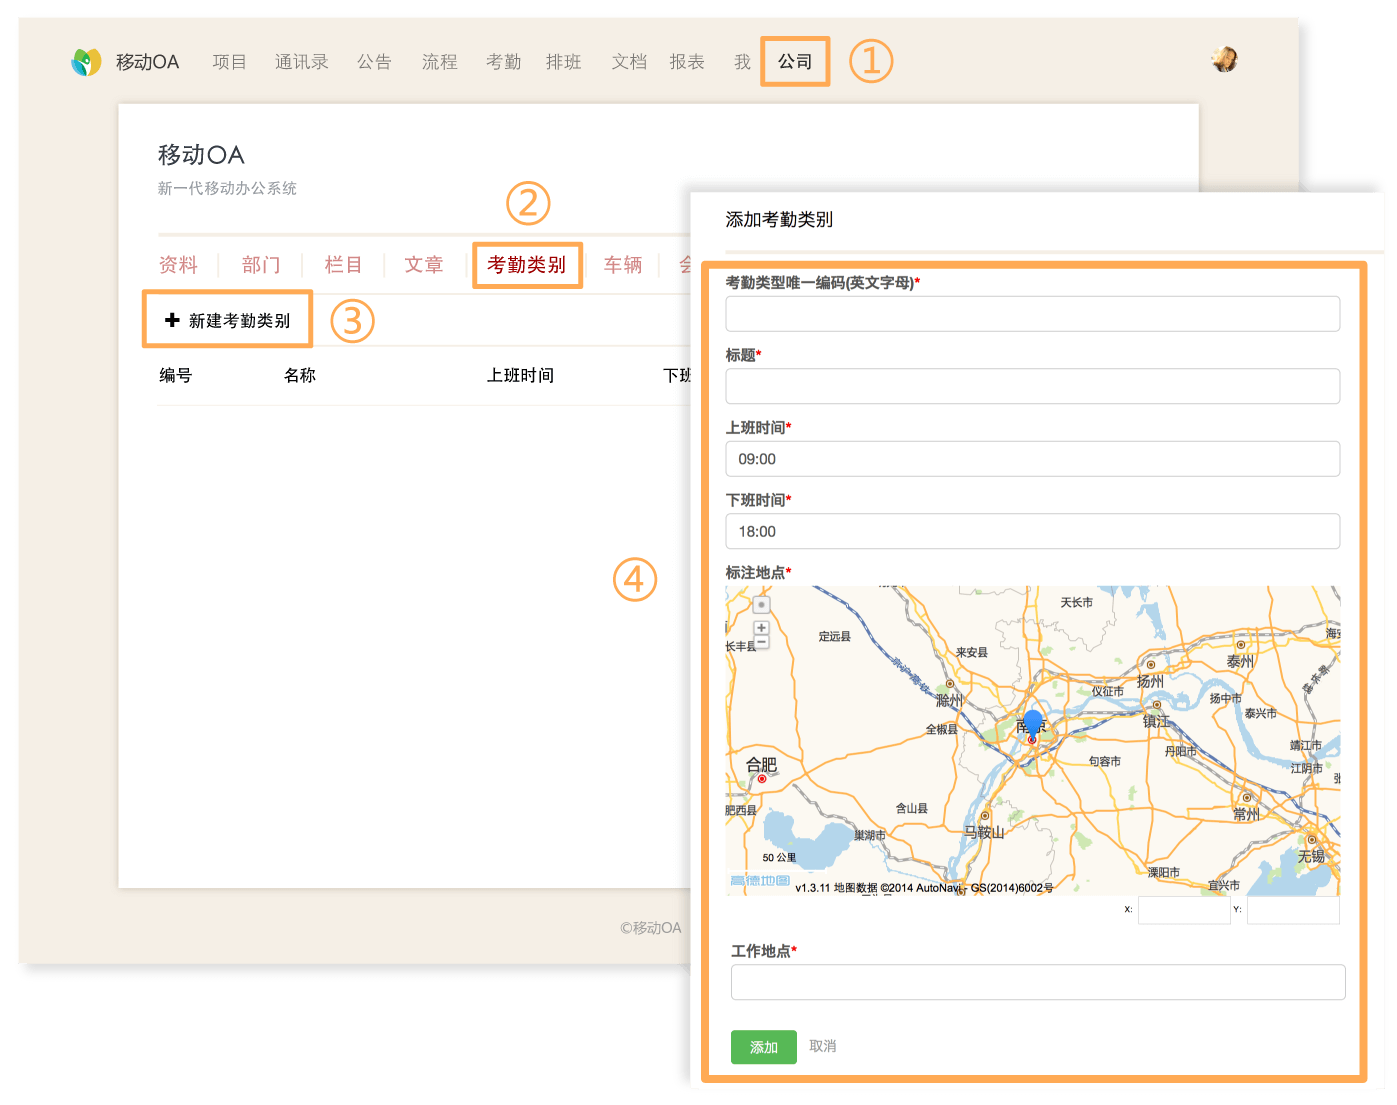 移动OA 项目 通讯录 公告 流程 考勤 排班 文档 报表 我 公司 ①
移动OA
新一代移动办公系统
②
资料 部门 栏目 文章 考勤类别 车辆
新建考勤类别 ③
编号 名称 上班时间 下班
④
©移动OA
添加考勤类别
考勤类型唯一编码(英文字母)*
标题*
上班时间*
09:00
下班时间*
18:00
标注地点*
天长市
定远县
长丰县
来安县
京沪高铁
泰州
扬州
滁州
仪征市
扬中市
泰兴市
全椒县
南京
镇江
丹阳市
靖江市
句容市
合肥
江阴市
肥西县
含山县
常州
巢湖市
马鞍山
50 公里
无锡
溧阳市
宜兴市
高德地图 v1.3.11 地图数据 ©2014 AutoNavi - GS(2014)6002号
X: Y:
工作地点*
添加 取消